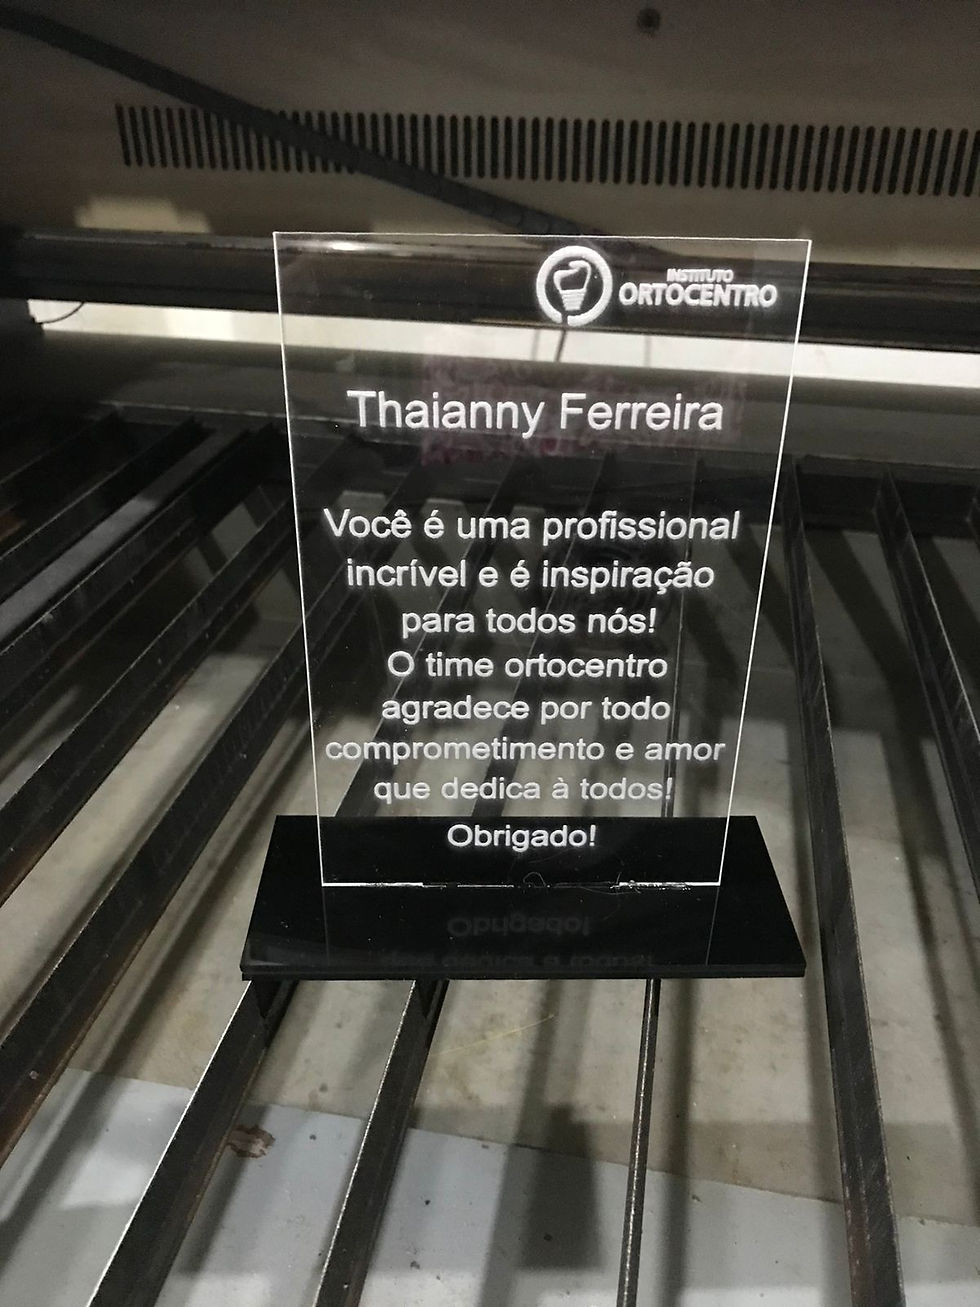 INSTITUTO
ORTOCENTRO
Thaianny Ferreira
Você é uma profissional
incrível e é inspiração
para todos nós!
O time ortocentro
agradece por todo
comprometimento e amor
que dedica à todos!
Obrigado!